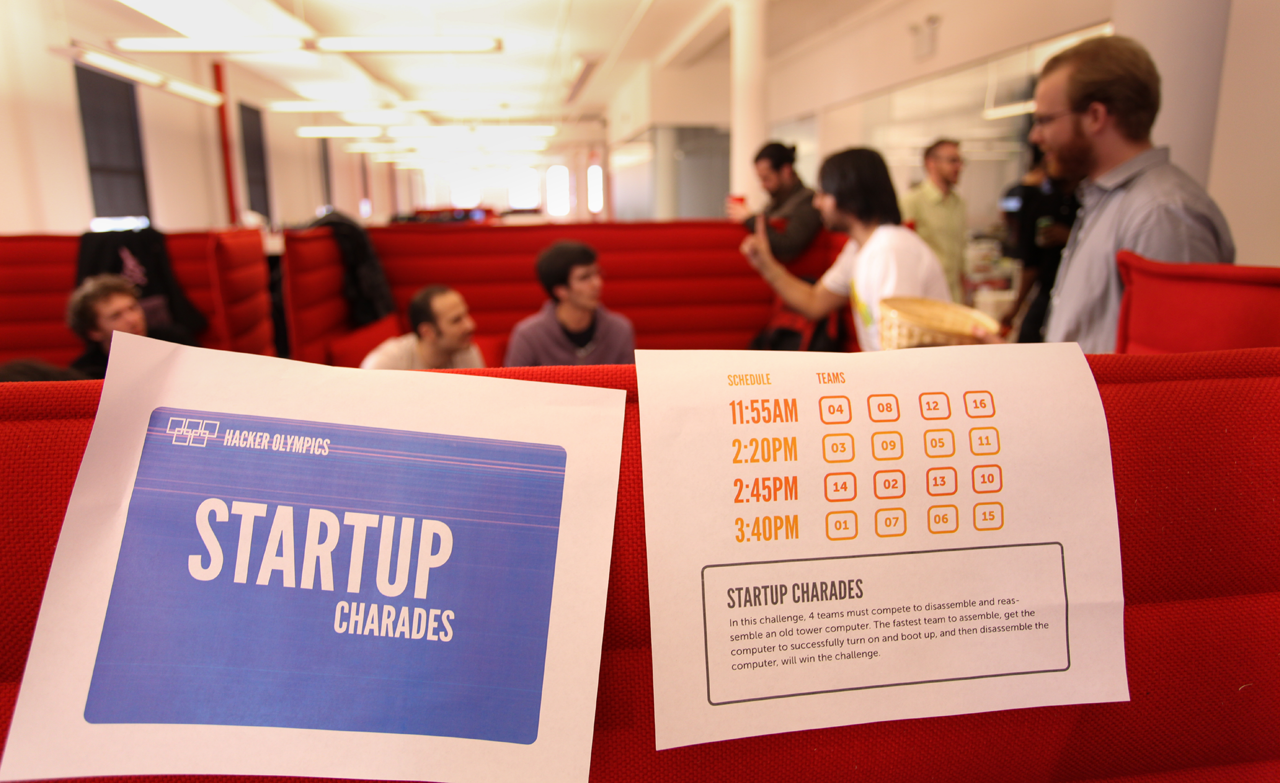 HACKER OLYMPICS
STARTUP
CHARADES
SCHEDULE TEAMS
11:55AM 04 08 12 16
2:20PM 03 09 05 11
2:45PM 14 02 13 10
3:40PM 01 07 06 15
STARTUP CHARADES
In this challenge, 4 teams must compete to disassemble and reas-
semble an old tower computer. The fastest team to assemble, get the
computer to successfully turn on and boot up, and then disassemble the
computer, will win the challenge.